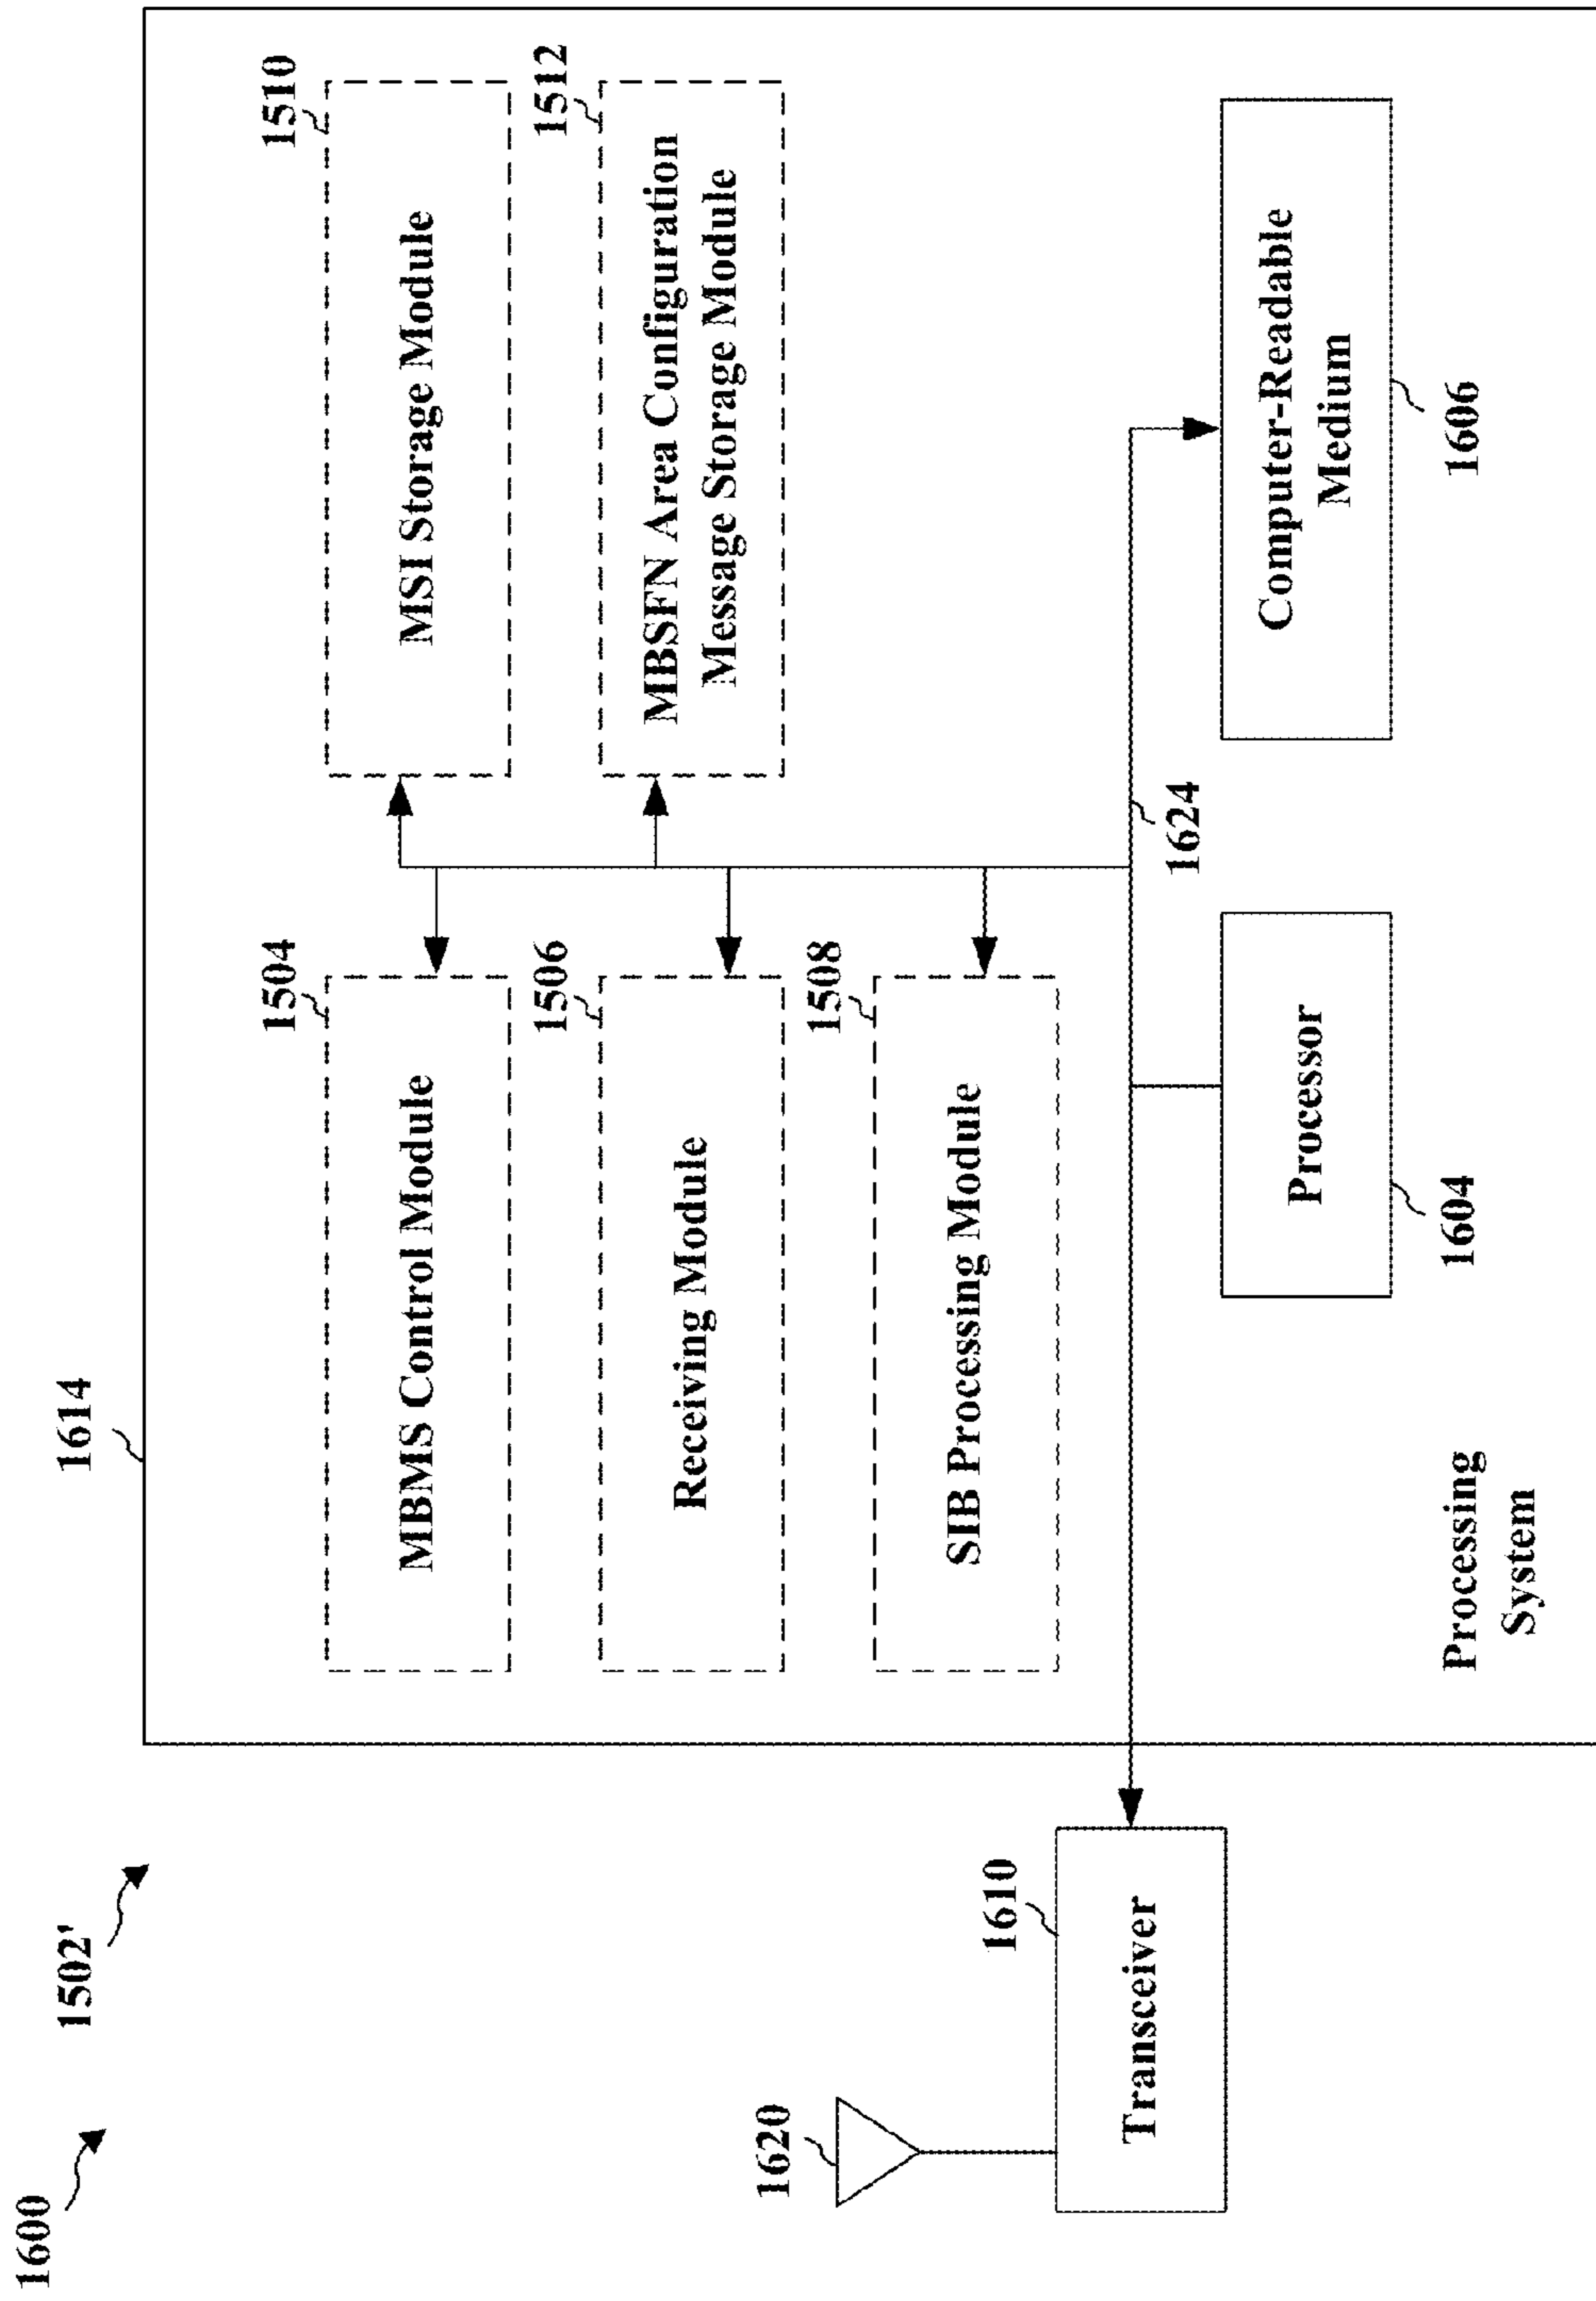 1600
1502'
1614
1504
MBMS Control Module
1510
MSI Storage Module
1506
Receiving Module
1512
MBSFN Area Configuration
Message Storage Module
1508
SIB Processing Module
1620
1610
Transceiver
1624
Processor
1604
Computer-Readable
Medium
1606
Processing
System